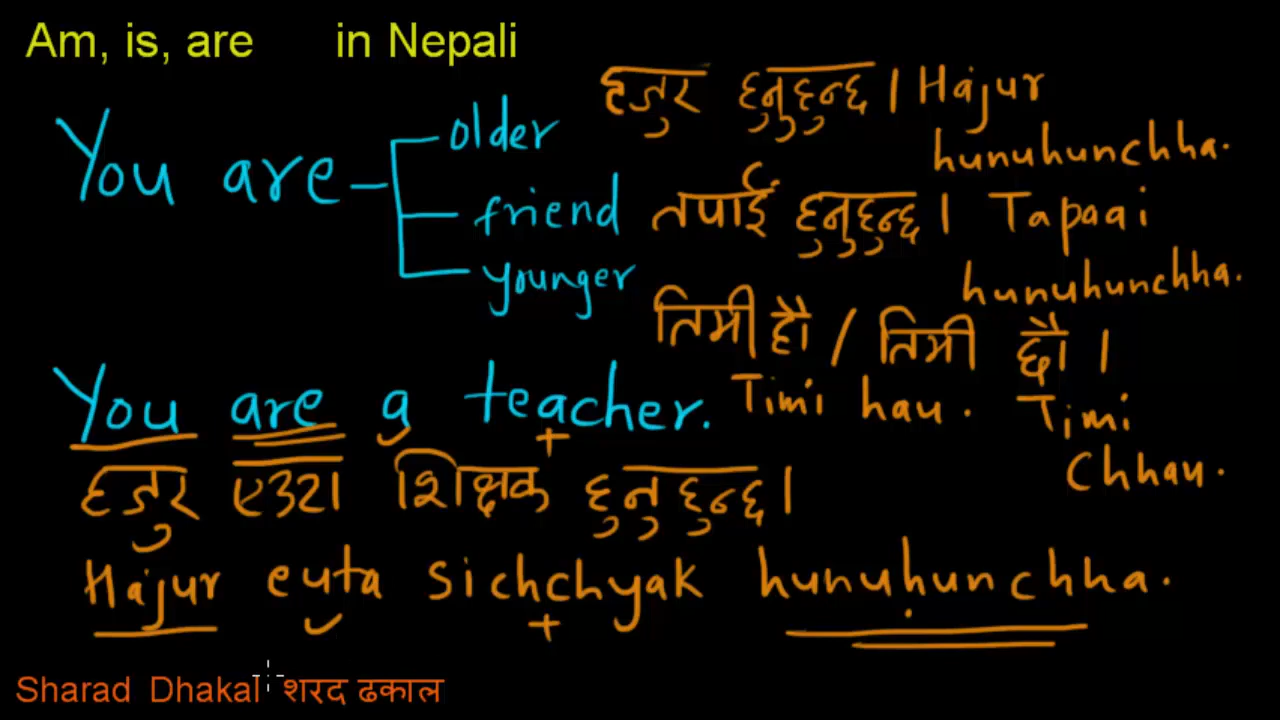 Am, is, are in Nepali
You are
older हजुर हुनुहुन्छ । Hajur hunuhunchha.
friend तपाई हुनुहुन्छ । Tapaai hunuhunchha.
younger तिमी हौ / तिमी छौ ।
Timi hau. Timi Chhau.
You are a teacher.
हजुर एउटा शिक्षक हुनुहुन्छ ।
Hajur euta sichchyak hunuhunchha.
Sharad Dhakal शरद ढकाल